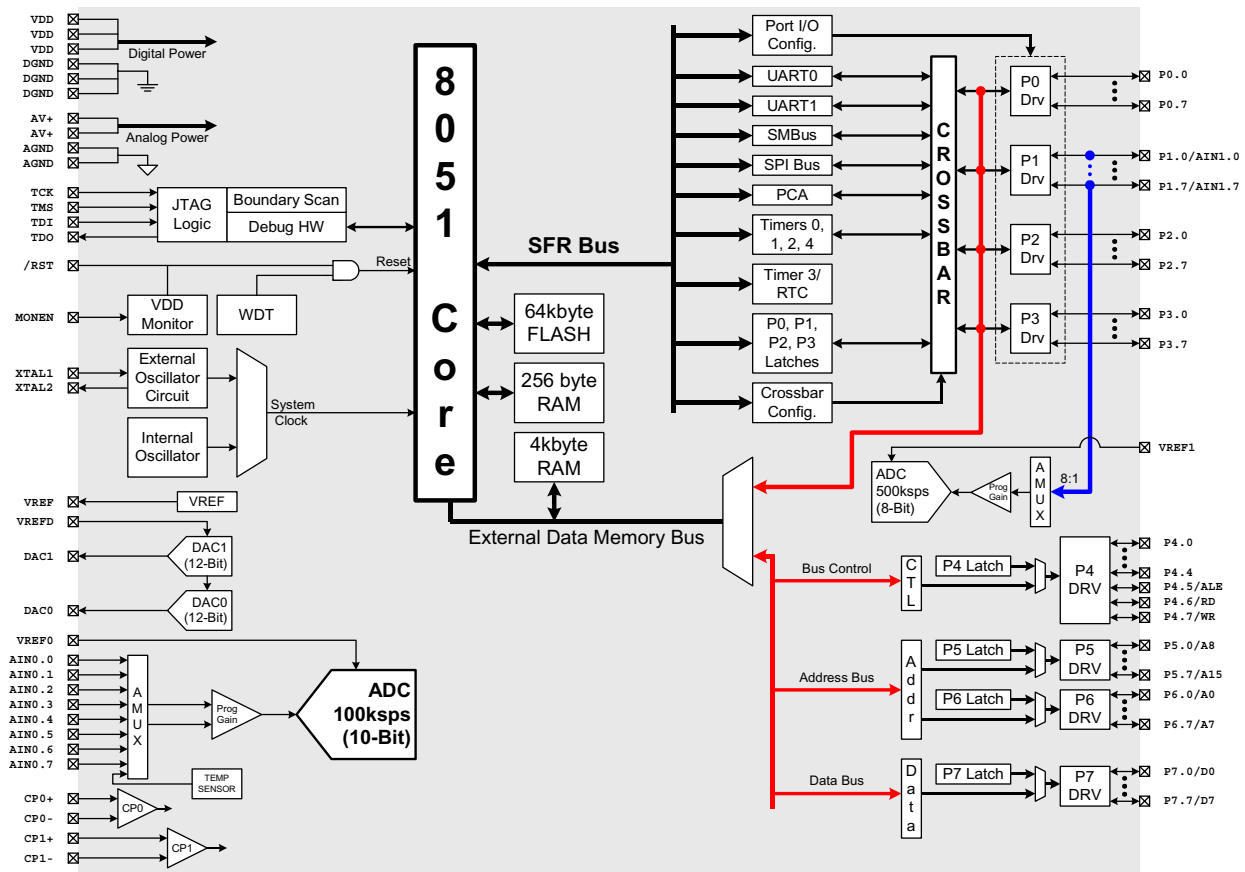 VDD
VDD
VDD
DGND
DGND
DGND
Digital Power
AV+
AV+
AGND
AGND
Analog Power
TCK
TMS
TDI
TDO
JTAG
Logic
Boundary Scan
Debug HW
/RST
Reset
MONEN
VDD
Monitor
WDT
XTAL1
XTAL2
External
Oscillator
Circuit
Internal
Oscillator
System
Clock
VREF
VREF
VREFD
DAC1
DAC1
(12-Bit)
DAC0
DAC0
(12-Bit)
VREF0
AIN0.0
AIN0.1
AIN0.2
AIN0.3
AIN0.4
AIN0.5
AIN0.6
AIN0.7
AMUX
Prog
Gain
ADC
100ksps
(10-Bit)
TEMP
SENSOR
CP0+
CP0-
CP0
CP1+
CP1-
CP1
8051 Core
SFR Bus
64kbyte
FLASH
256 byte
RAM
4kbyte
RAM
External Data Memory Bus
Port I/O
Config.
UART0
UART1
SMBus
SPI Bus
PCA
Timers 0,
1, 2, 4
Timer 3/
RTC
P0, P1,
P2, P3
Latches
Crossbar
Config.
CROSSBAR
P0
Drv
P1
Drv
P2
Drv
P3
Drv
P0.0
P0.7
P1.0/AIN1.0
P1.7/AIN1.7
P2.0
P2.7
P3.0
P3.7
VREF1
ADC
500ksps
(8-Bit)
Prog
Gain
AMUX
8:1
Bus Control
CTL
P4 Latch
P4
DRV
P4.0
P4.4
P4.5/ALE
P4.6/RD
P4.7/WR
Address Bus
Addr
P5 Latch
P5
DRV
P5.0/A8
P5.7/A15
P6 Latch
P6
DRV
P6.0/A0
P6.7/A7
Data Bus
Data
P7 Latch
P7
DRV
P7.0/D0
P7.7/D7